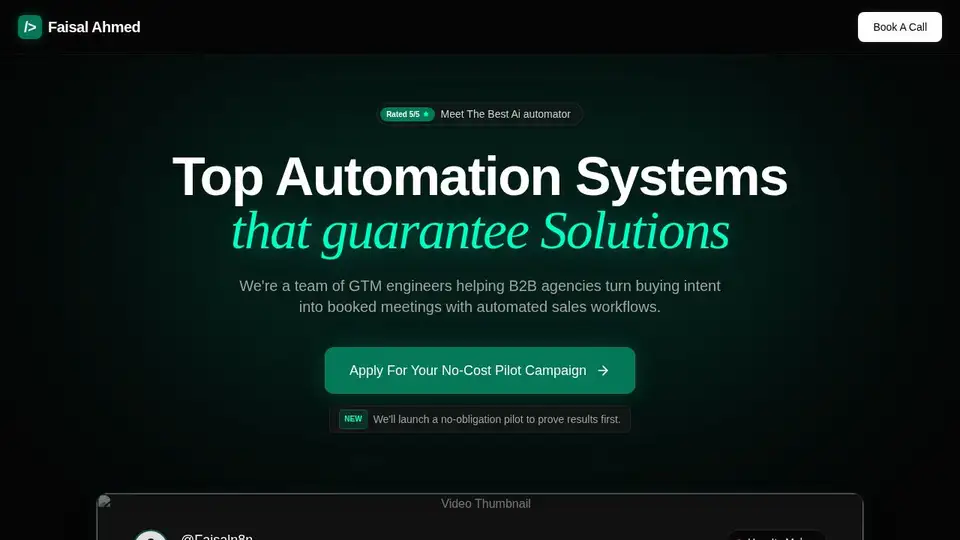 /> Faisal Ahmed
Book A Call
Rated 5/5 ★ Meet The Best Ai automator
Top Automation Systems
that guarantee Solutions
We're a team of GTM engineers helping B2B agencies turn buying intent
into booked meetings with automated sales workflows.
Apply For Your No-Cost Pilot Campaign →
NEW We'll launch a no-obligation pilot to prove results first.
Video Thumbnail
@Faisaln8n